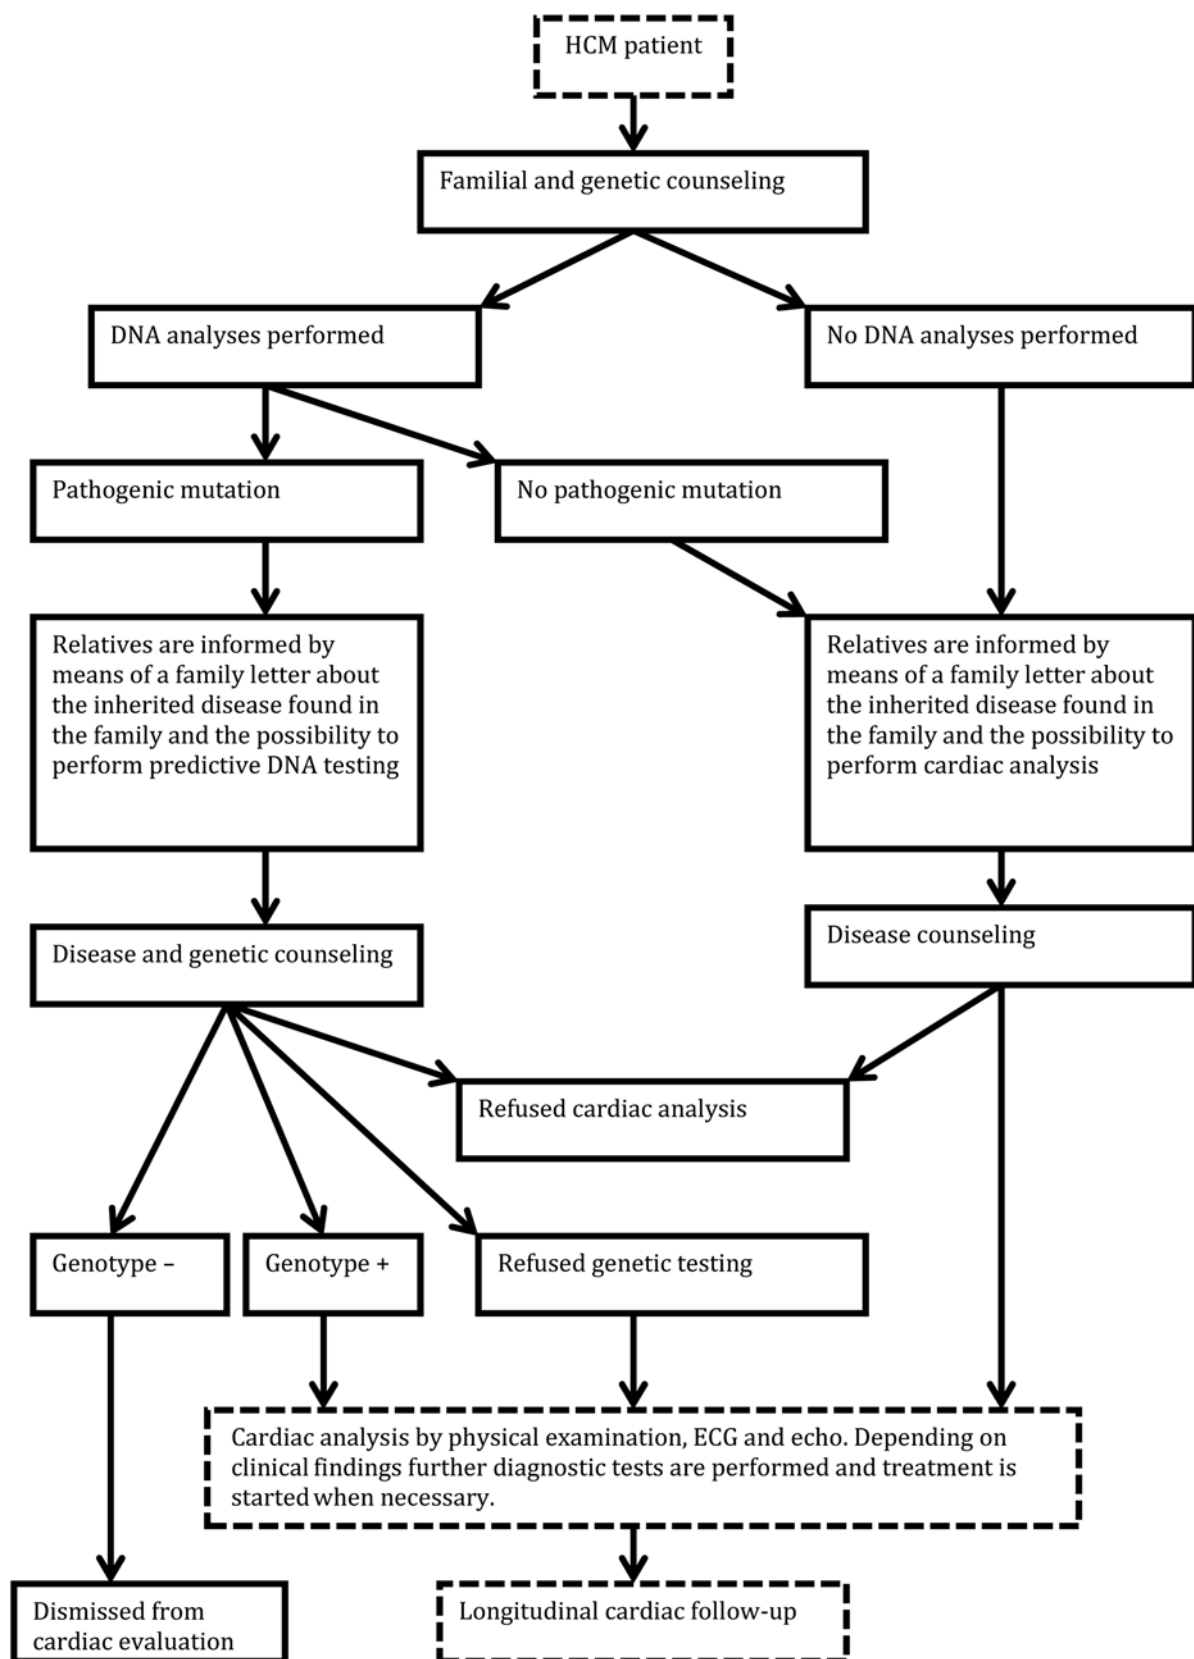 HCM patient
Familial and genetic counseling
DNA analyses performed
No DNA analyses performed
Pathogenic mutation
No pathogenic mutation
Relatives are informed by
means of a family letter about
the inherited disease found in
the family and the possibility to
perform predictive DNA testing
Relatives are informed by
means of a family letter about
the inherited disease found in
the family and the possibility to
perform cardiac analysis
Disease and genetic counseling
Disease counseling
Refused cardiac analysis
Genotype –
Genotype +
Refused genetic testing
Cardiac analysis by physical examination, ECG and echo. Depending on
clinical findings further diagnostic tests are performed and treatment is
started when necessary.
Dismissed from
cardiac evaluation
Longitudinal cardiac follow-up